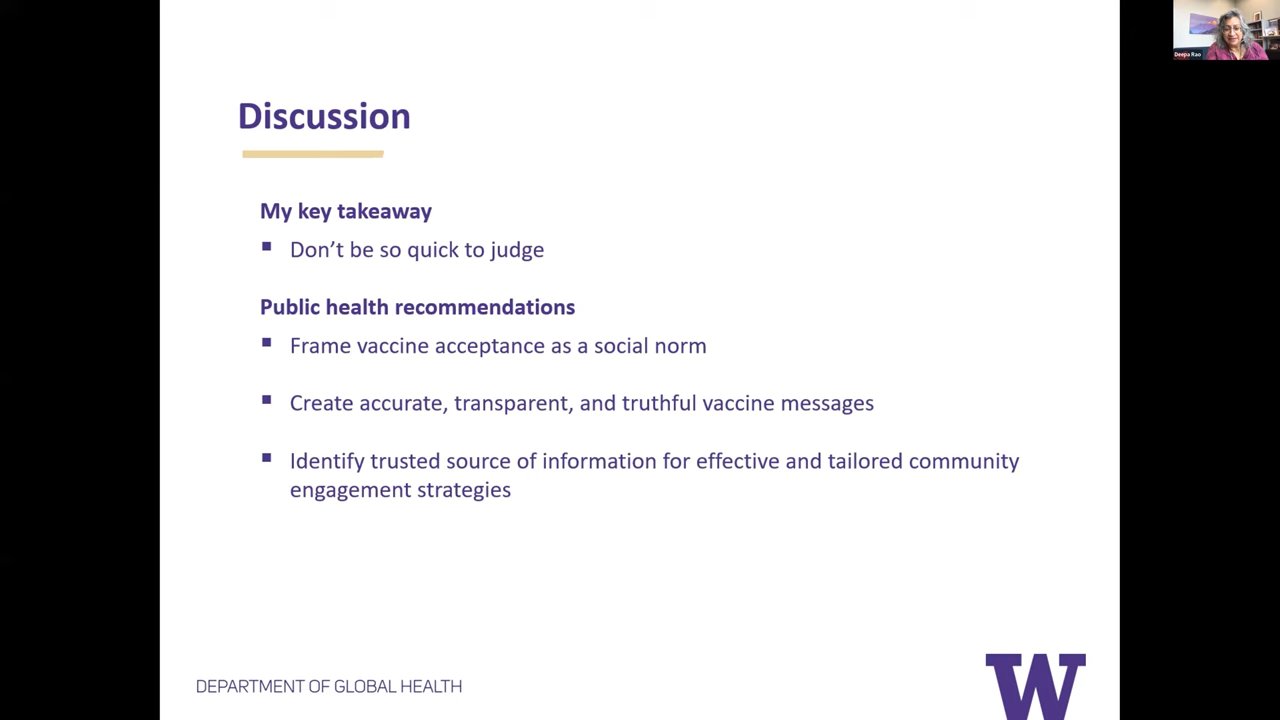 Deepa Rao
Discussion
My key takeaway
▪ Don’t be so quick to judge
Public health recommendations
▪ Frame vaccine acceptance as a social norm
▪ Create accurate, transparent, and truthful vaccine messages
▪ Identify trusted source of information for effective and tailored community
engagement strategies
DEPARTMENT OF GLOBAL HEALTH
W